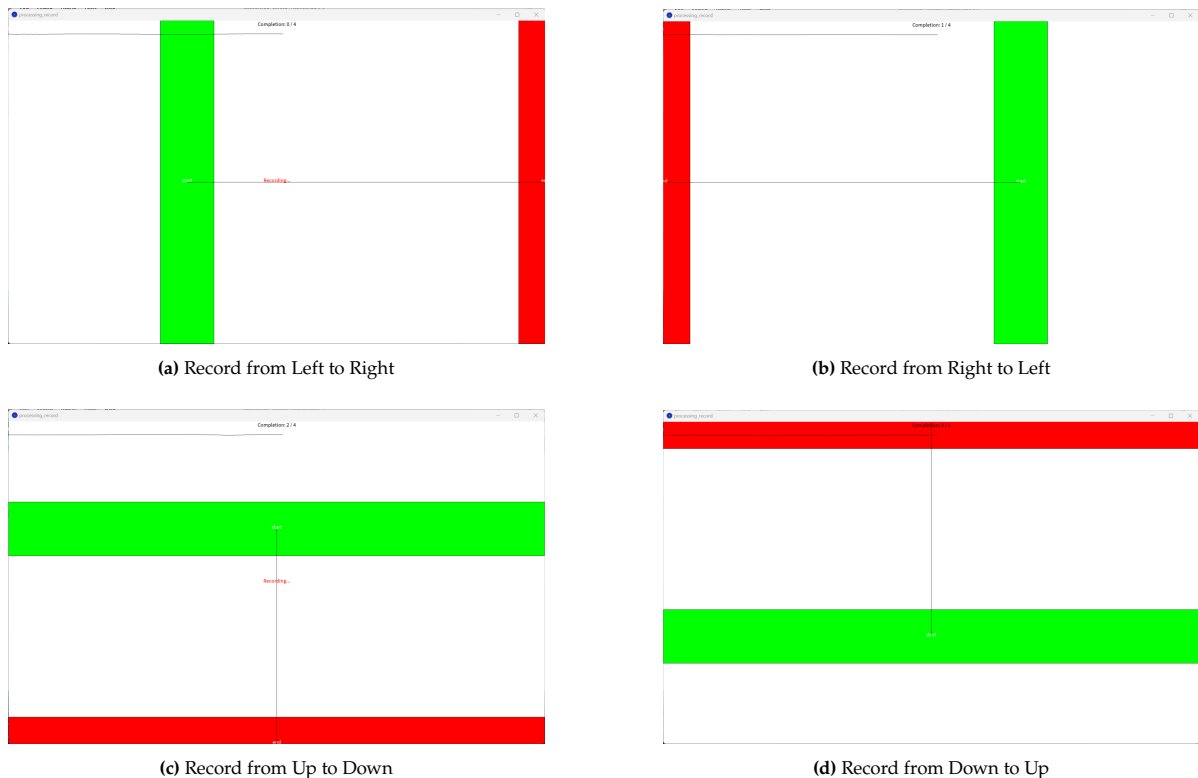 processing_record
Completion: 0 / 4
start
Recording...
(a) Record from Left to Right
processing_record
Completion: 1 / 4
start
(b) Record from Right to Left
processing_record
Completion: 2 / 4
start
Recording...
end
(c) Record from Up to Down
processing_record
start
(d) Record from Down to Up